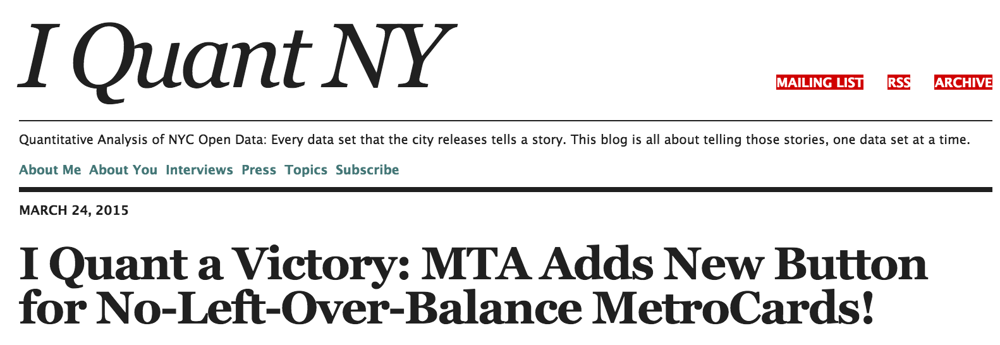 I Quant NY
MAILING LIST RSS ARCHIVE
Quantitative Analysis of NYC Open Data: Every data set that the city releases tells a story. This blog is all about telling those stories, one data set at a time.
About Me About You Interviews Press Topics Subscribe
MARCH 24, 2015
I Quant a Victory: MTA Adds New Button
for No-Left-Over-Balance MetroCards!